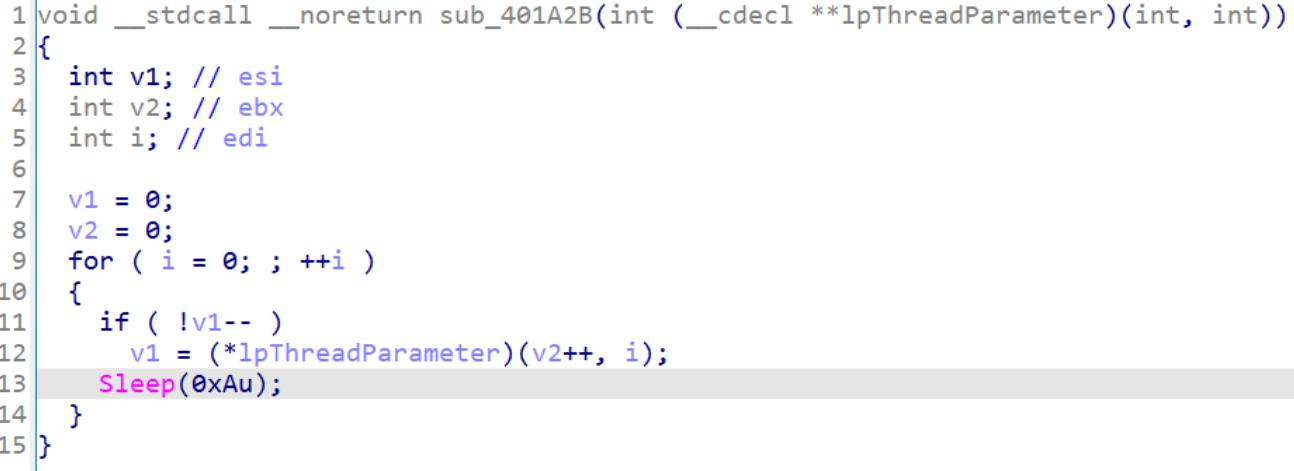 1 void __stdcall __noreturn sub_401A2B(int (__cdecl **lpThreadParameter)(int, int))
2 {
3   int v1; // esi
4   int v2; // ebx
5   int i; // edi
6
7   v1 = 0;
8   v2 = 0;
9   for ( i = 0; ; ++i )
10   {
11     if ( !v1-- )
12       v1 = (*lpThreadParameter)(v2++, i);
13     Sleep(0xAu);
14   }
15 }